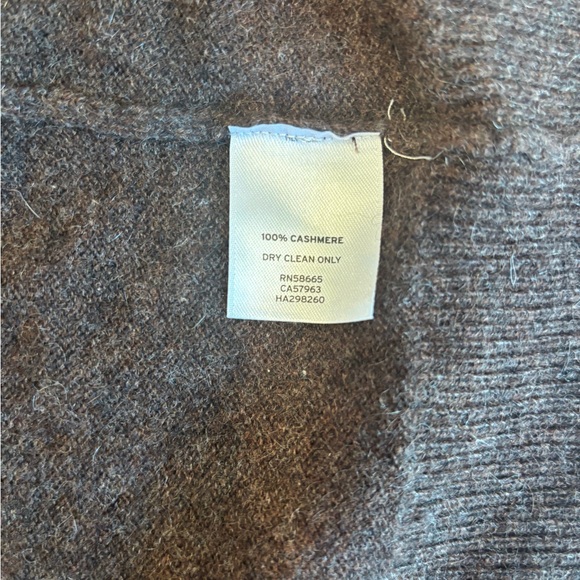 100% CASHMERE
DRY CLEAN ONLY
RN58665
CA57963
HA298260